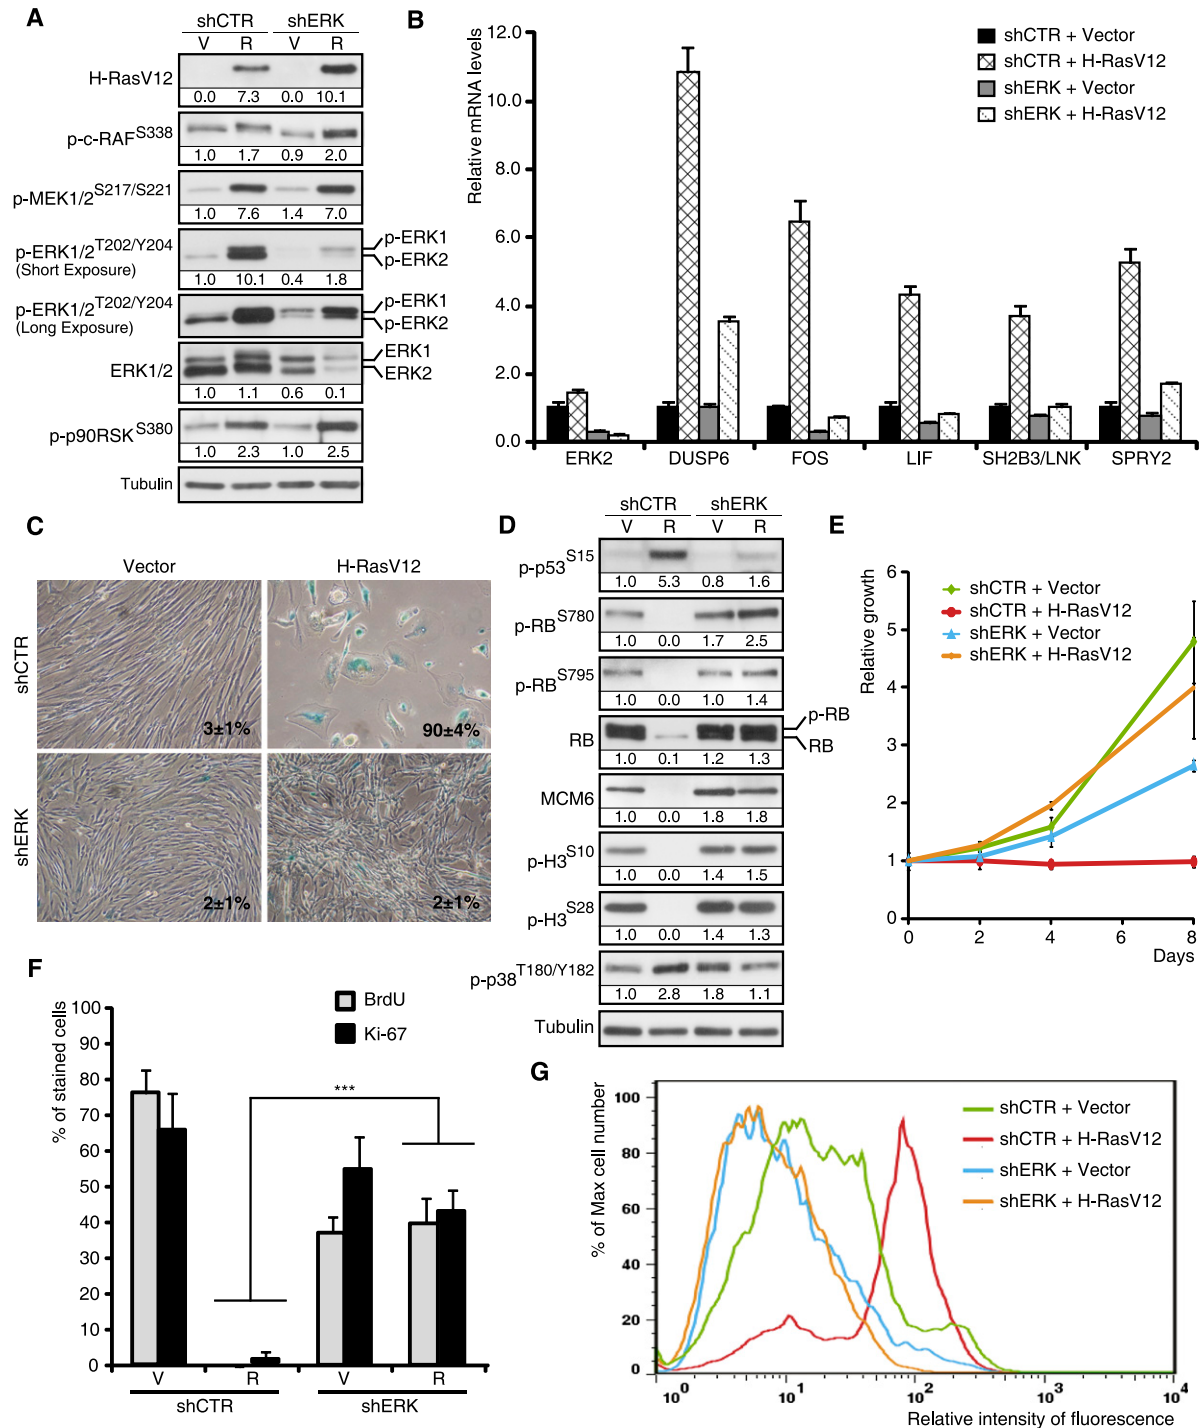 A
shCTR shERK
V R V R
H-RasV12
0.0 7.3 0.0 10.1
p-c-RAF S338
1.0 1.7 0.9 2.0
p-MEK1/2 S217/S221
1.0 7.6 1.4 7.0
p-ERK1/2 T202/Y204
(Short Exposure)
p-ERK1
p-ERK2
1.0 10.1 0.4 1.8
p-ERK1/2 T202/Y204
(Long Exposure)
p-ERK1
p-ERK2
ERK1/2
ERK1
ERK2
1.0 1.1 0.6 0.1
p-p90RSK S380
1.0 2.3 1.0 2.5
Tubulin
B
Relative mRNA levels
12.0
10.0
8.0
6.0
4.0
2.0
0.0
shCTR + Vector
shCTR + H-RasV12
shERK + Vector
shERK + H-RasV12
ERK2 DUSP6 FOS LIF SH2B3/LNK SPRY2
C
Vector H-RasV12
shCTR
3±1% 90±4%
shERK
2±1% 2±1%
D
shCTR shERK
V R V R
p-p53 S15
1.0 5.3 0.8 1.6
p-RB S780
1.0 0.0 1.7 2.5
p-RB S795
1.0 0.0 1.0 1.4
RB
p-RB
RB
1.0 0.1 1.2 1.3
MCM6
1.0 0.0 1.8 1.8
p-H3 S10
1.0 0.0 1.4 1.5
p-H3 S28
1.0 0.0 1.4 1.3
p-p38 T180/Y182
1.0 2.8 1.8 1.1
Tubulin
E
Relative growth
6
5
4
3
2
1
0
shCTR + Vector
shCTR + H-RasV12
shERK + Vector
shERK + H-RasV12
0 2 4 6 8
Days
F
% of stained cells
100
90
80
70
60
50
40
30
20
10
0
BrdU
Ki-67
***
V R V R
shCTR shERK
G
% of Max cell number
100
80
60
40
20
0
shCTR + Vector
shCTR + H-RasV12
shERK + Vector
shERK + H-RasV12
10^0 10^1 10^2 10^3 10^4
Relative intensity of fluorescence